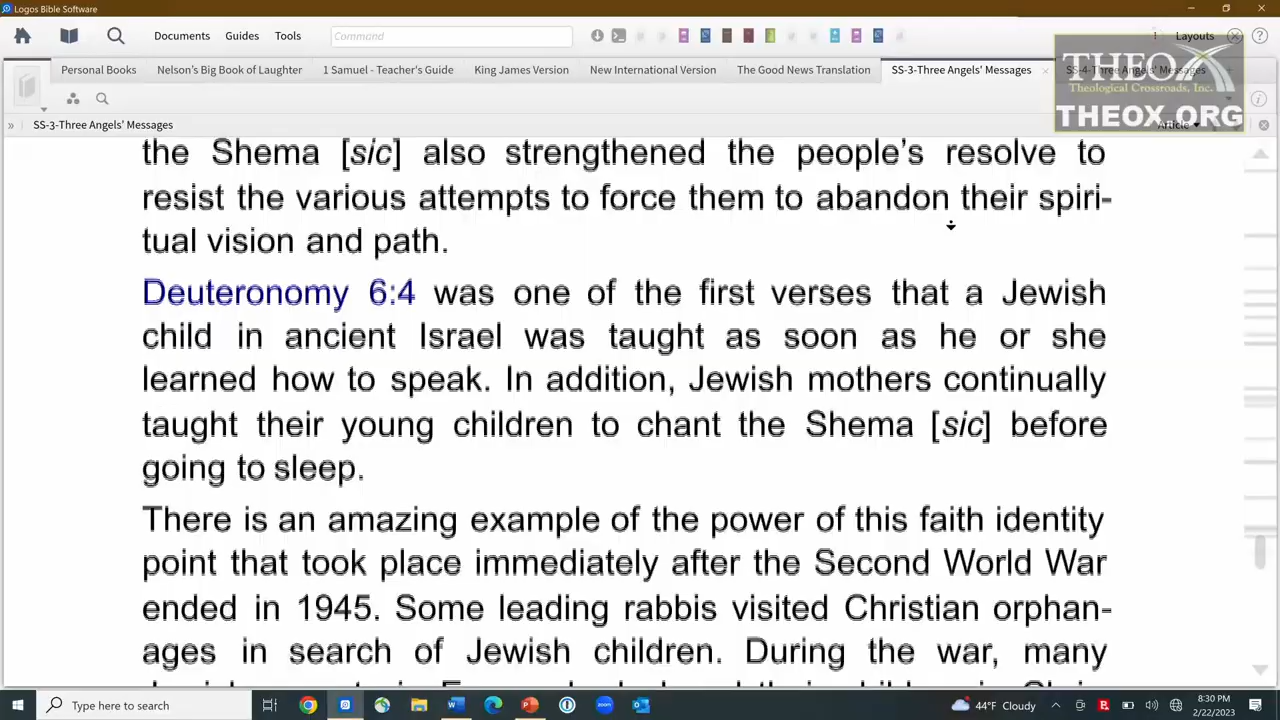 Logos Bible Software
Documents Guides Tools Command Layouts
Personal Books Nelson's Big Book of Laughter 1 Samuel King James Version New International Version The Good News Translation SS-3-Three Angels' Messages SS-4-Three Angels' Messages
THEOX
Theological Crossroads, Inc.
THEOX.ORG
SS-3-Three Angels' Messages Article
the Shema [sic] also strengthened the people's resolve to
resist the various attempts to force them to abandon their spiri-
tual vision and path.
Deuteronomy 6:4 was one of the first verses that a Jewish
child in ancient Israel was taught as soon as he or she
learned how to speak. In addition, Jewish mothers continually
taught their young children to chant the Shema [sic] before
going to sleep.
There is an amazing example of the power of this faith identity
point that took place immediately after the Second World War
ended in 1945. Some leading rabbis visited Christian orphan-
ages in search of Jewish children. During the war, many
Type here to search 44°F Cloudy 8:30 PM
2/22/2023